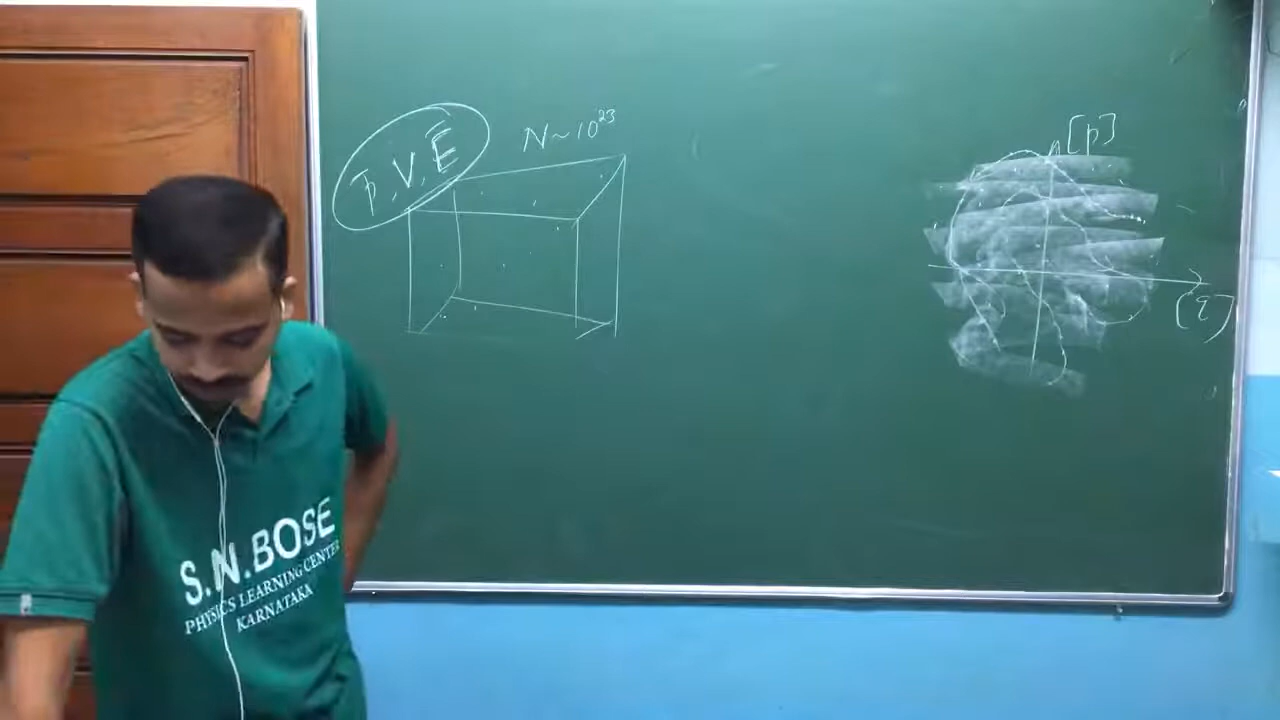 P, V, E
N ~ 10²³
[p]
[q]
S.N.BOSE
PHYSICS LEARNING CENTER
KARNATAKA